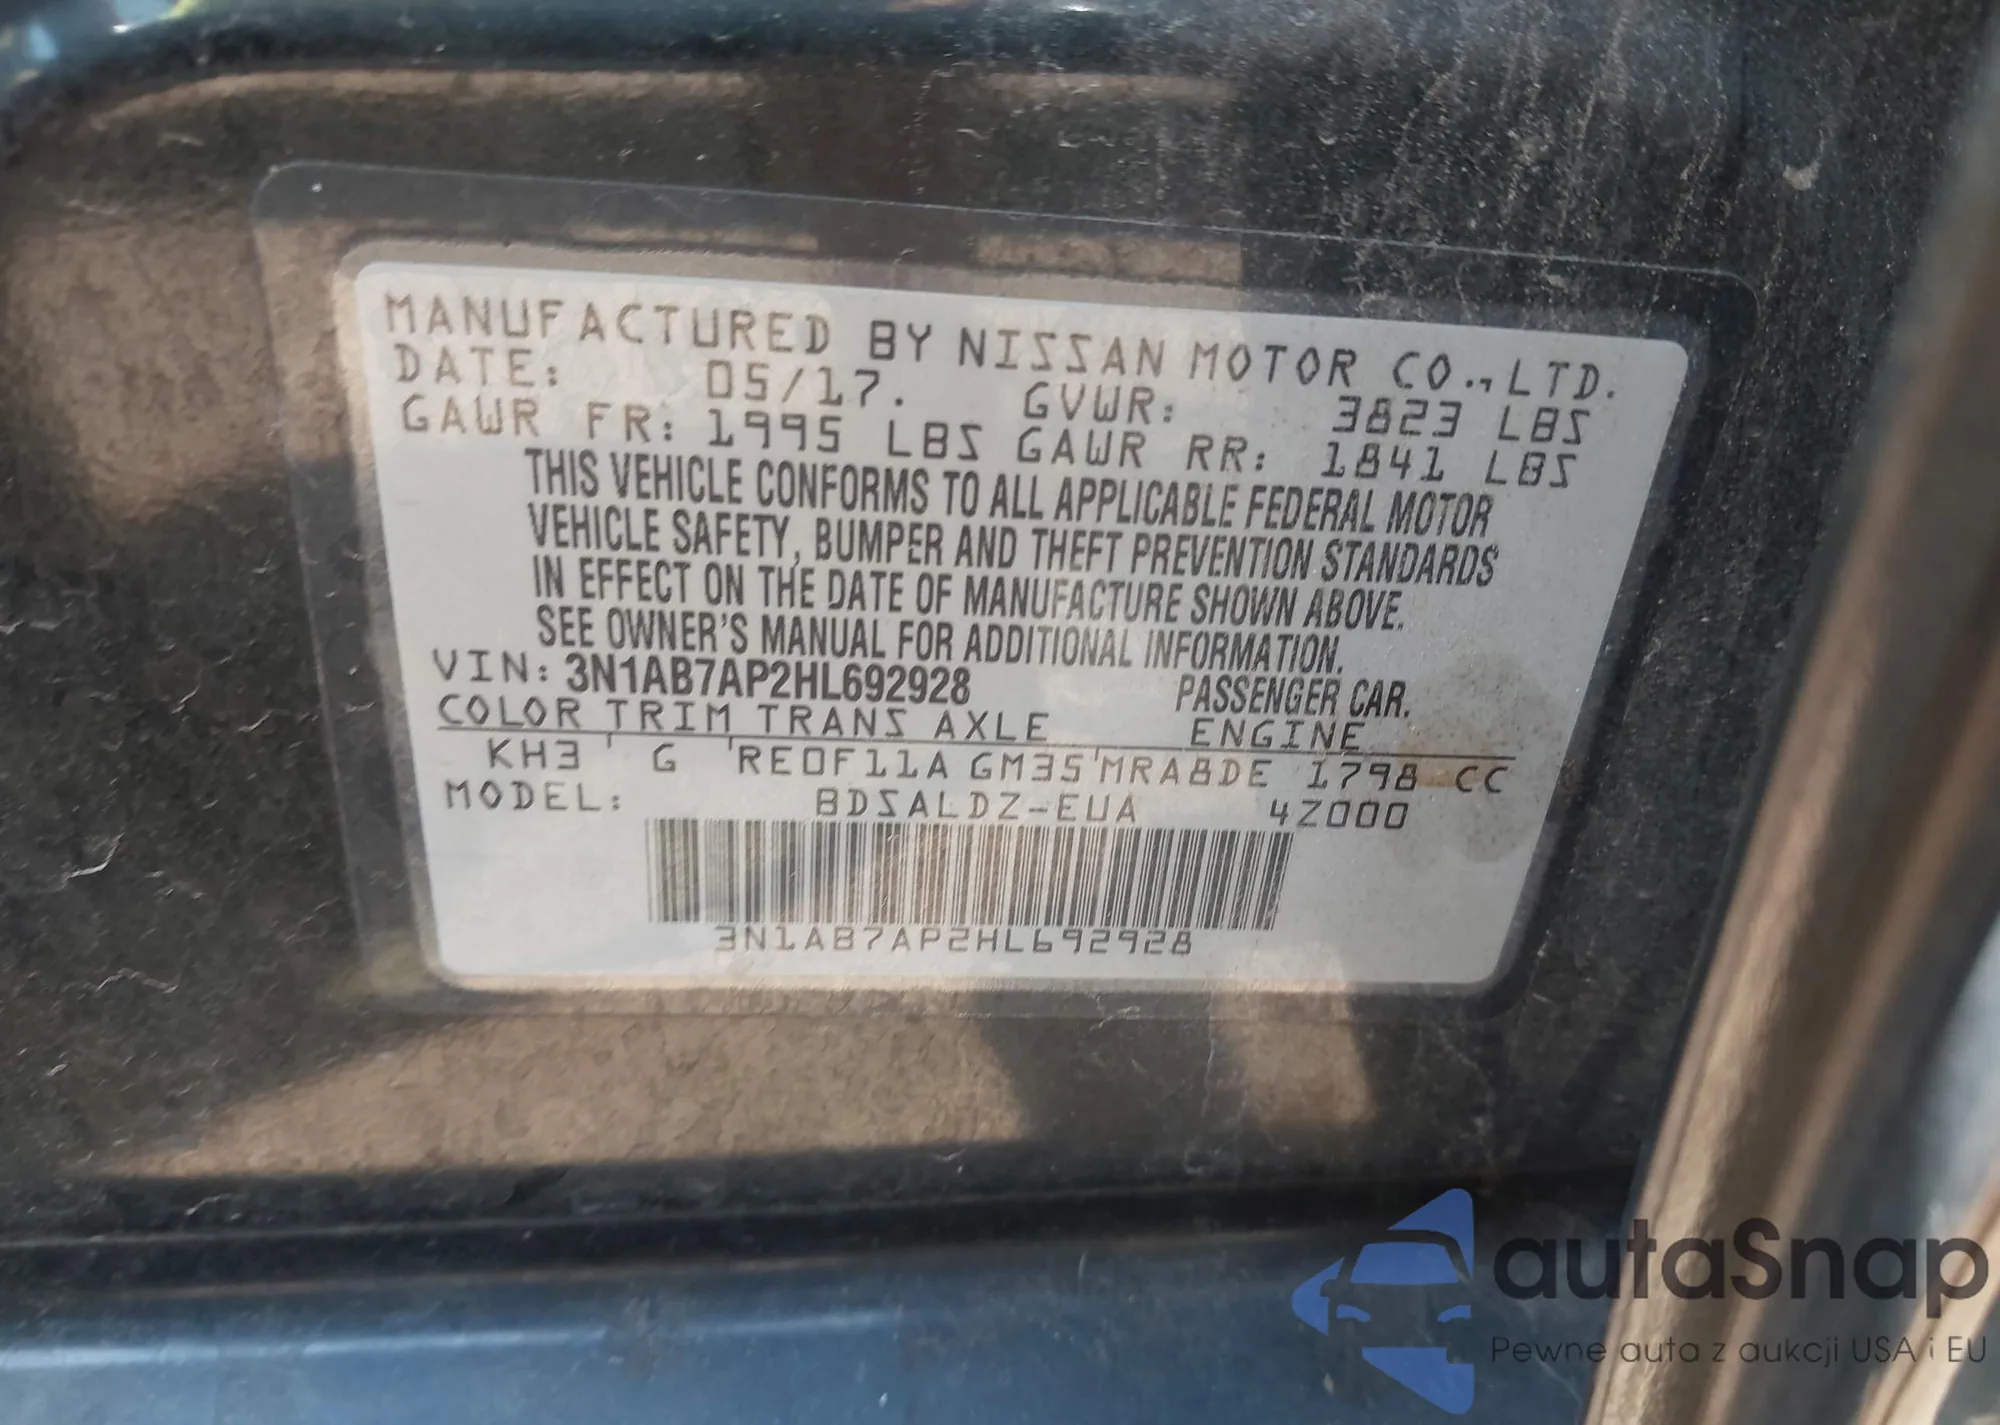 MANUFACTURED BY NISSAN MOTOR CO.,LTD.
DATE: 05/17. GVWR: 3823 LBS
GAWR FR: 1995 LBS GAWR RR: 1841 LBS
THIS VEHICLE CONFORMS TO ALL APPLICABLE FEDERAL MOTOR
VEHICLE SAFETY, BUMPER AND THEFT PREVENTION STANDARDS
IN EFFECT ON THE DATE OF MANUFACTURE SHOWN ABOVE.
SEE OWNER'S MANUAL FOR ADDITIONAL INFORMATION.
VIN: 3N1AB7AP2HL692928 PASSENGER CAR.
COLOR TRIM TRANS AXLE ENGINE
KH3 G RE0F11A GM35 MRA8DE 1798 CC
MODEL: BDSALDZ-EUA 4Z000
3N1AB7AP2HL692928
autaSnap
Pewne auta z aukcji USA i EU